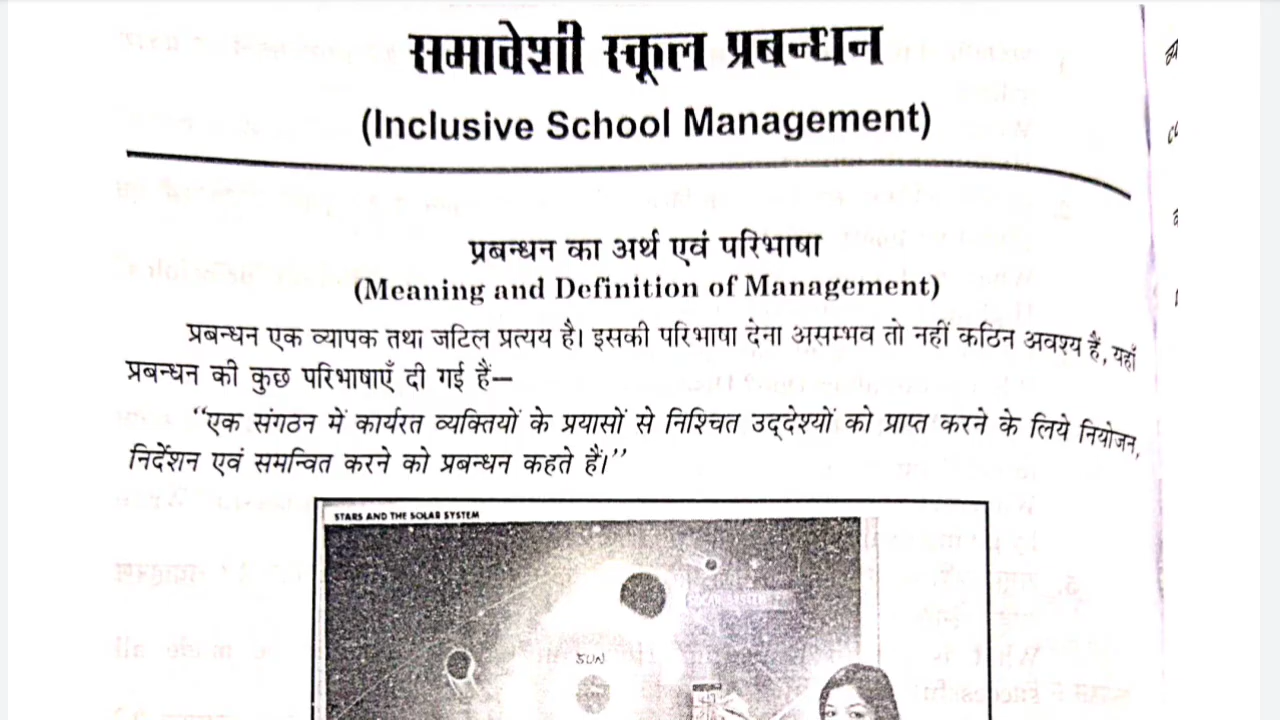 समावेशी स्कूल प्रबन्धन
(Inclusive School Management)
प्रबन्धन का अर्थ एवं परिभाषा
(Meaning and Definition of Management)
प्रबन्धन एक व्यापक तथा जटिल प्रत्यय है। इसकी परिभाषा देना असम्भव तो नहीं कठिन अवश्य है, यहाँ
प्रबन्धन की कुछ परिभाषाएँ दी गई हैं—
“एक संगठन में कार्यरत व्यक्तियों के प्रयासों से निश्चित उद्देश्यों को प्राप्त करने के लिये नियोजन,
निर्देशन एवं समन्वित करने को प्रबन्धन कहते हैं।”
STARS AND THE SOLAR SYSTEM
SUN